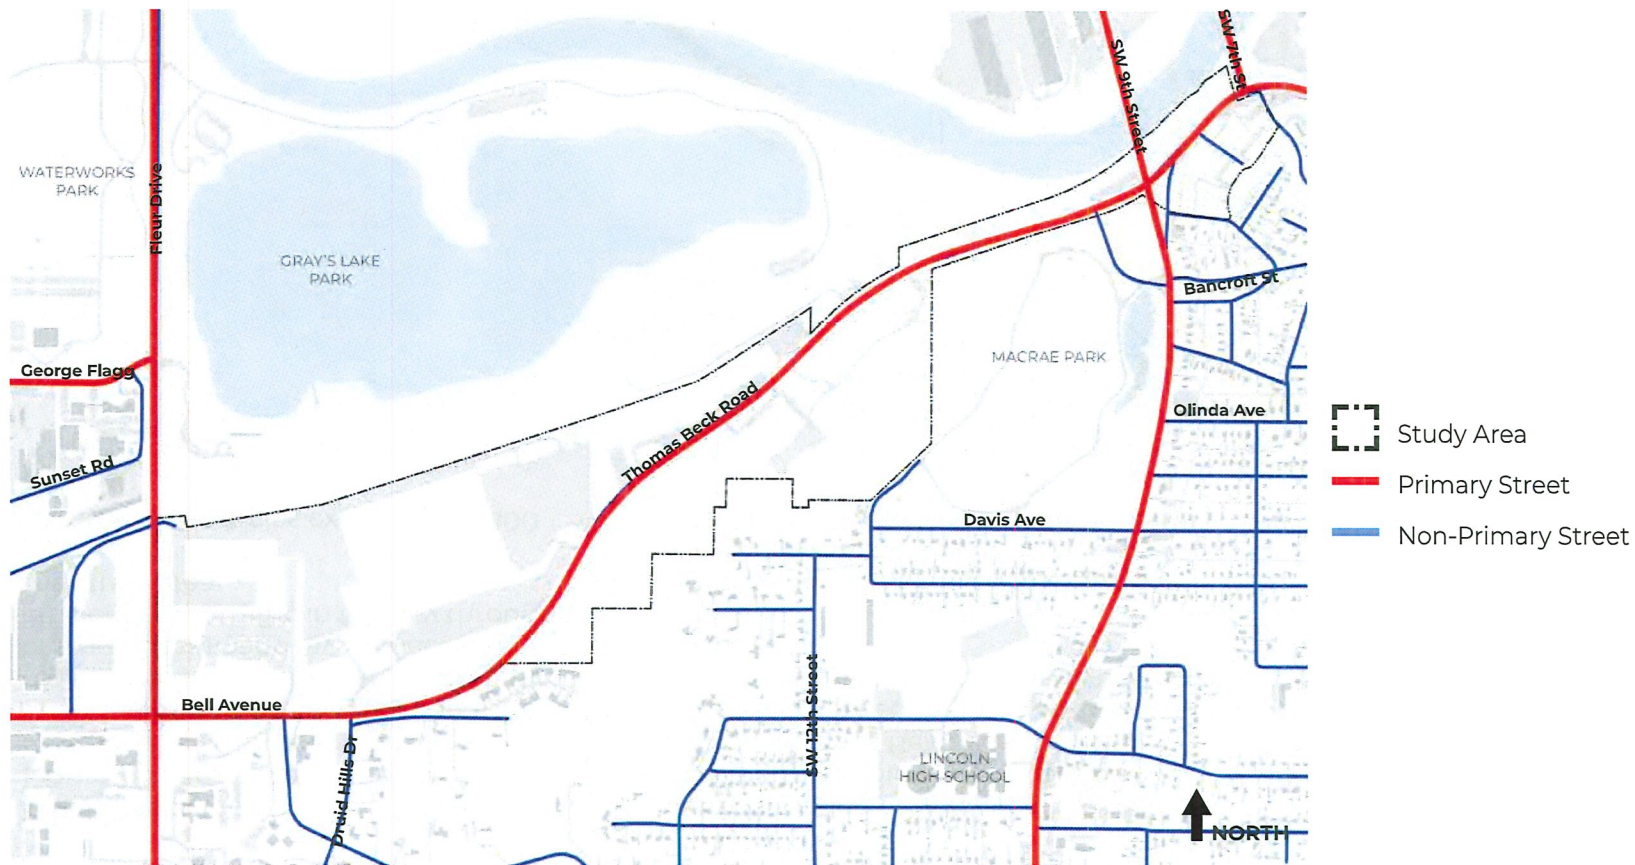 SW 7th St
SW 9th Street
WATERWORKS
PARK
Fleur Drive
GRAY'S LAKE
PARK
Bancroft St
MACRAE PARK
George Flagg
Thomas Beck Road
Olinda Ave
Study Area
Sunset Rd
Primary Street
Davis Ave
Non-Primary Street
Bell Avenue
SW 12th Street
Druid Hills Dr
LINCOLN
HIGH SCHOOL
NORTH